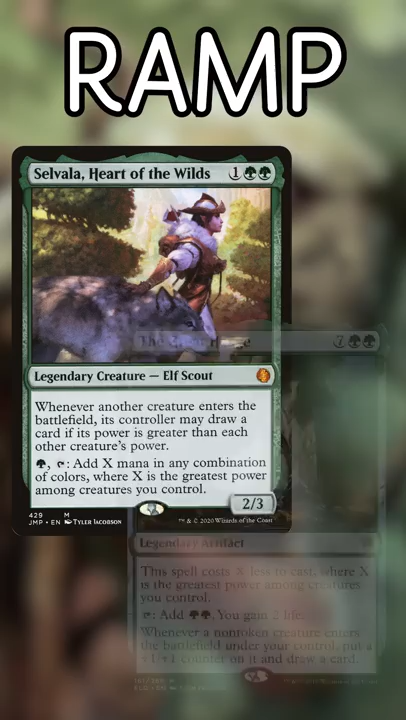 RAMP
Selvala, Heart of the Wilds 1
Legendary Creature — Elf Scout
Whenever another creature enters the
battlefield, its controller may draw a
card if its power is greater than each
other creature's power.
, : Add X mana in any combination
of colors, where X is the greatest power
among creatures you control.
2/3
429 M
JMP • EN Tyler Jacobson
™ & © 2020 Wizards of the Coast
The Great Henge 7
Legendary Artifact
This spell costs X less to cast, where X
is the greatest power among creatures
you control.
: Add . You gain 2 life.
Whenever a nontoken creature enters
the battlefield under your control, put a
+1/+1 counter on it and draw a card.